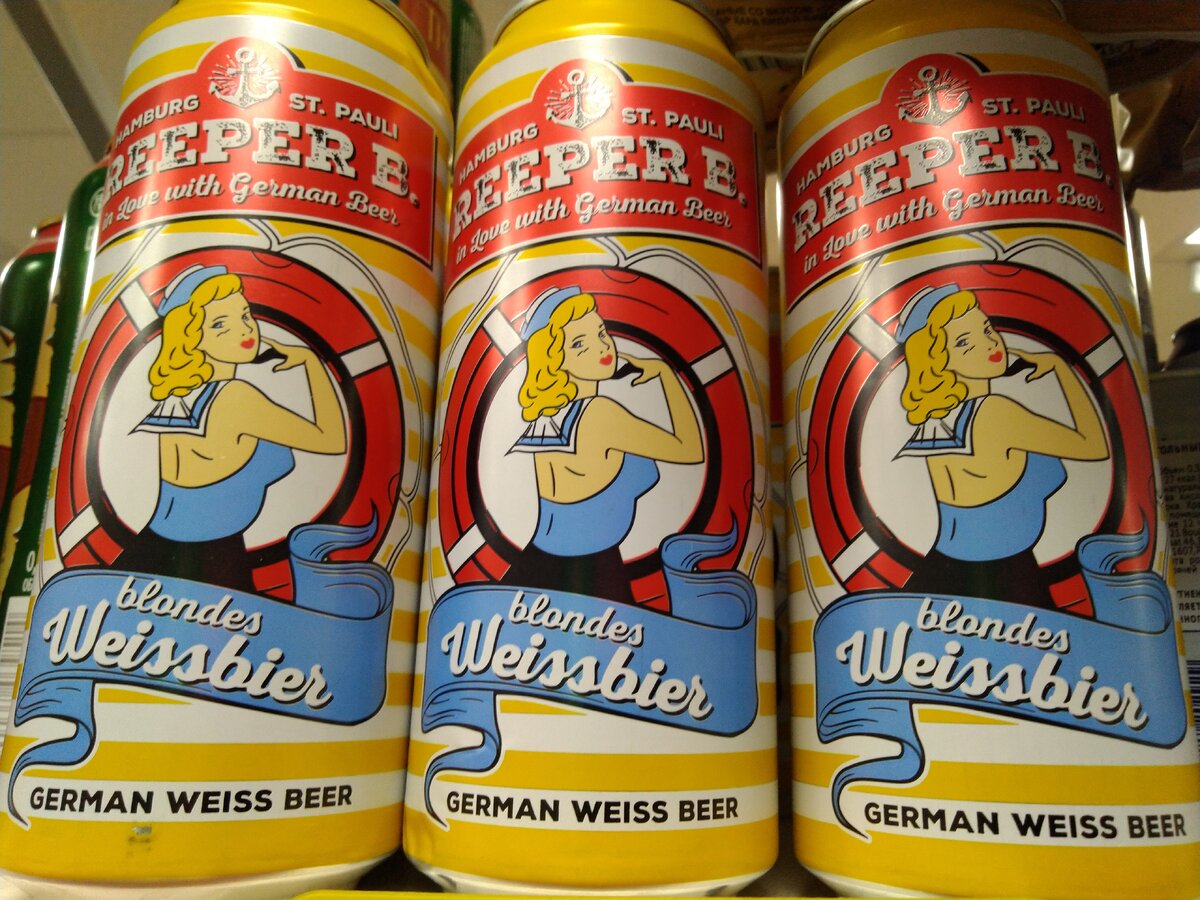 HAMBURG ST. PAULI
REEPER B.
in Love with German Beer
blondes
Weissbier
GERMAN WEISS BEER
HAMBURG ST. PAULI
REEPER B.
in Love with German Beer
blondes
Weissbier
GERMAN WEISS BEER
HAMBURG ST. PAULI
REEPER B.
in Love with German Beer
blondes
Weissbier
GERMAN WEISS BEER